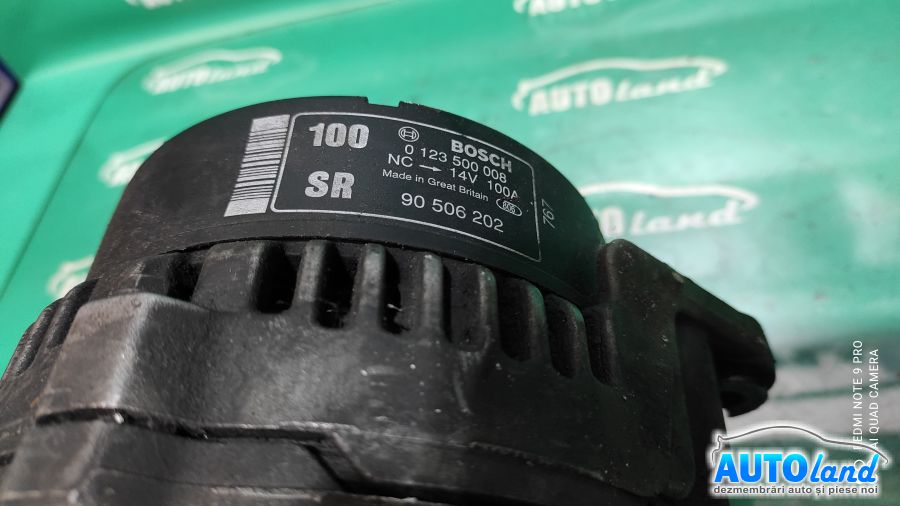 AUTOland
AUTOland
AUTOland
100
BOSCH
0 123 500 008
NC → 14V 100A
Made in Great Britain 606
SR
90 506 202
767
REDMI NOTE 9 PRO
AI QUAD CAMERA
AUTOland
dezmembrări auto și piese noi